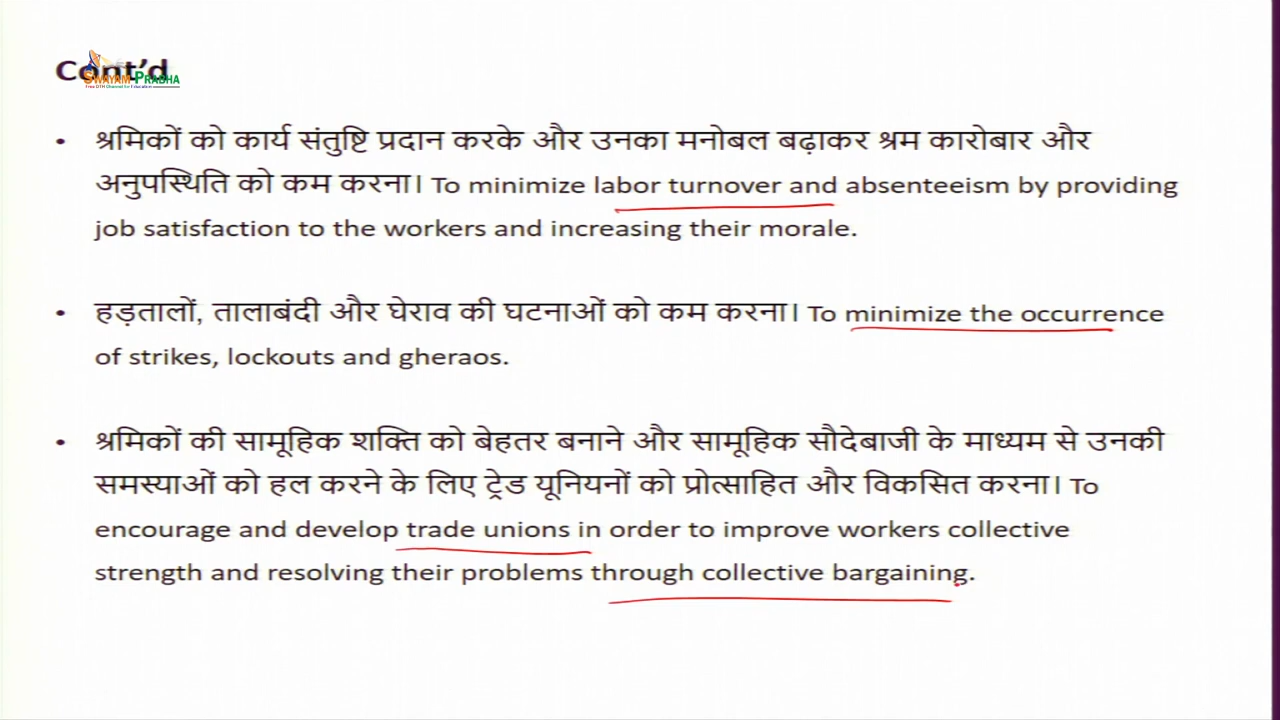 Cont’d
SWAYAM PRABHA
• श्रमिकों को कार्य संतुष्टि प्रदान करके और उनका मनोबल बढ़ाकर श्रम कारोबार और
अनुपस्थिति को कम करना। To minimize labor turnover and absenteeism by providing
job satisfaction to the workers and increasing their morale.
• हड़तालों, तालाबंदी और घेराव की घटनाओं को कम करना। To minimize the occurrence
of strikes, lockouts and gheraos.
• श्रमिकों की सामूहिक शक्ति को बेहतर बनाने और सामूहिक सौदेबाजी के माध्यम से उनकी
समस्याओं को हल करने के लिए ट्रेड यूनियनों को प्रोत्साहित और विकसित करना। To
encourage and develop trade unions in order to improve workers collective
strength and resolving their problems through collective bargaining.